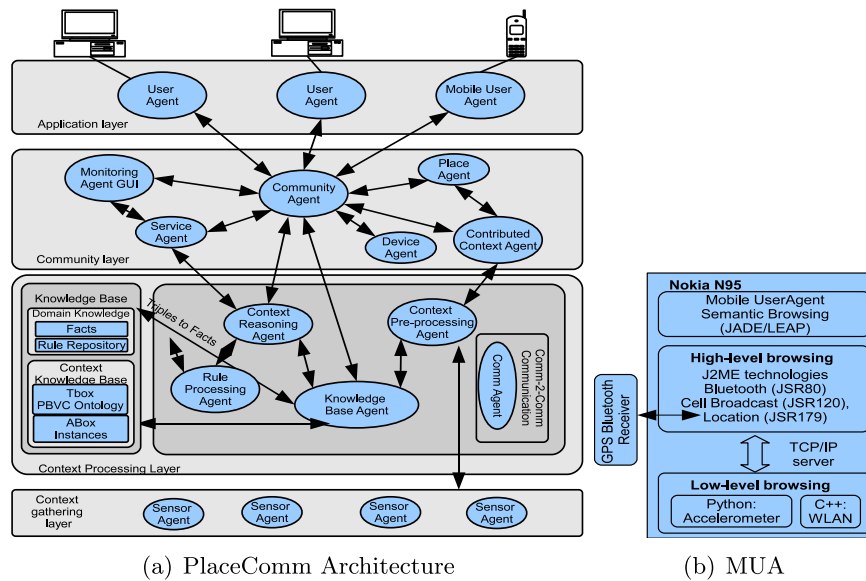 User
Agent
User
Agent
Mobile User
Agent
Application layer
Monitoring
Agent GUI
Community
Agent
Place
Agent
Service
Agent
Device
Agent
Contributed
Context Agent
Community layer
Knowledge Base
Domain Knowledge
Facts
Rule Repository
Context
Knowledge Base
Tbox
PBVC Ontology
ABox
Instances
Triples to Facts
Context
Reasoning
Agent
Context
Pre-processing
Agent
Rule
Processing
Agent
Knowledge
Base Agent
Comm Agent
Comm-2-Comm
Communication
Context Processing Layer
Context
gathering
layer
Sensor
Agent
Sensor
Agent
Sensor
Agent
Sensor
Agent
(a) PlaceComm Architecture
Nokia N95
Mobile UserAgent
Semantic Browsing
(JADE/LEAP)
High-level browsing
J2ME technologies
Bluetooth (JSR80)
Cell Broadcast (JSR120),
Location (JSR179)
GPS Bluetooth
Receiver
TCP/IP
server
Low-level browsing
Python:
Accelerometer
C++:
WLAN
(b) MUA